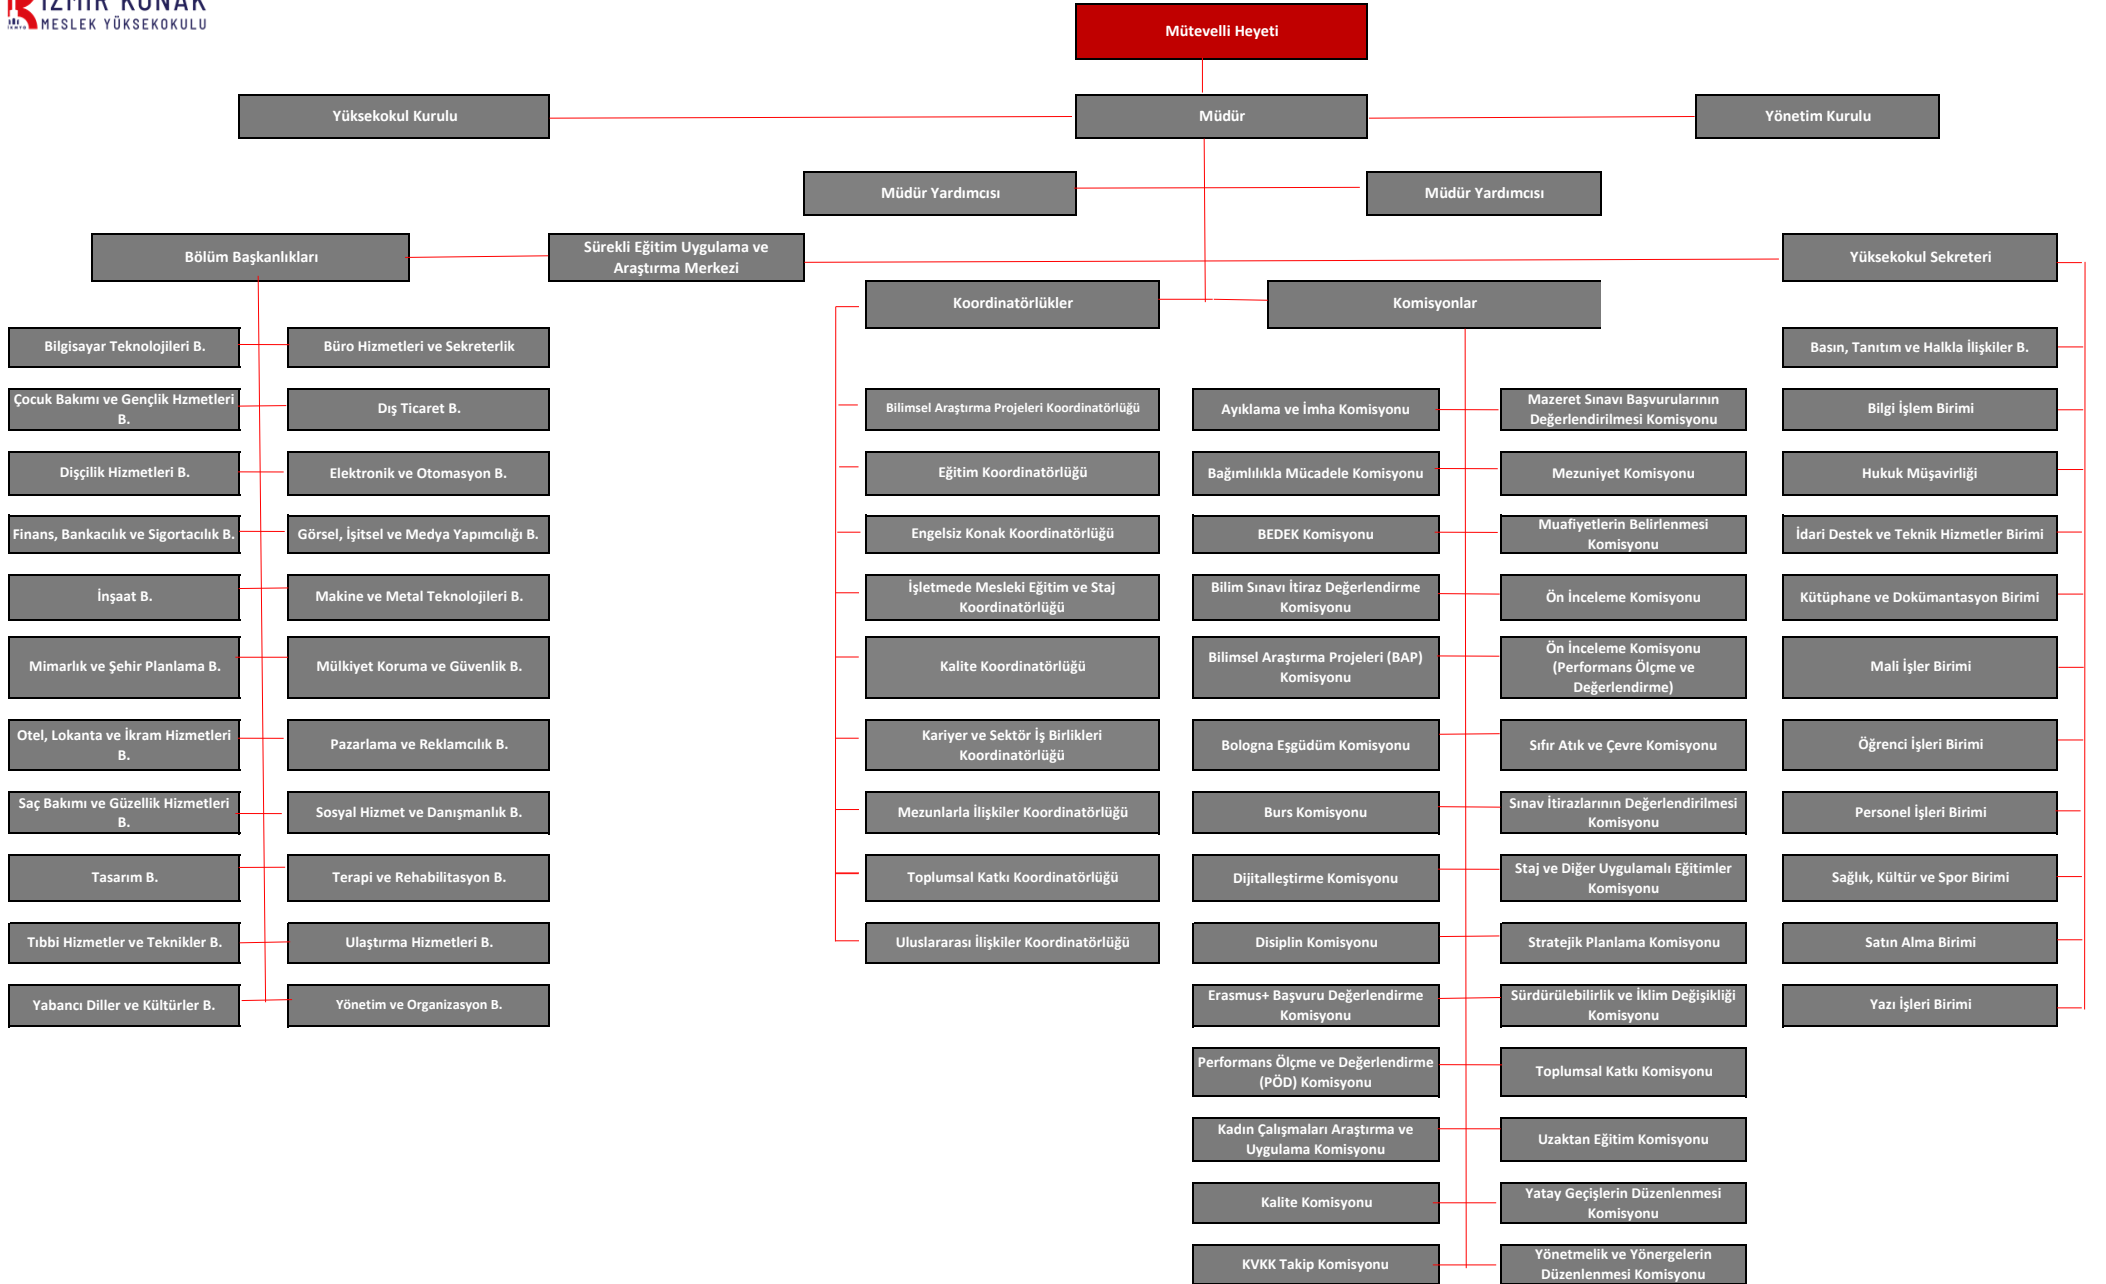 İZMİR KONAK
MESLEK YÜKSEKOKULU
Mütevelli Heyeti
Yüksekokul Kurulu
Müdür
Yönetim Kurulu
Müdür Yardımcısı
Müdür Yardımcısı
Bölüm Başkanlıkları
Sürekli Eğitim Uygulama ve
Araştırma Merkezi
Yüksekokul Sekreteri
Koordinatörlükler
Komisyonlar
Bilgisayar Teknolojileri B.
Büro Hizmetleri ve Sekreterlik
Çocuk Bakımı ve Gençlik Hzmetleri
B.
Dış Ticaret B.
Dişçilik Hizmetleri B.
Elektronik ve Otomasyon B.
Finans, Bankacılık ve Sigortacılık B.
Görsel, İşitsel ve Medya Yapımcılığı B.
İnşaat B.
Makine ve Metal Teknolojileri B.
Mimarlık ve Şehir Planlama B.
Mülkiyet Koruma ve Güvenlik B.
Otel, Lokanta ve İkram Hizmetleri
B.
Pazarlama ve Reklamcılık B.
Saç Bakımı ve Güzellik Hizmetleri
B.
Sosyal Hizmet ve Danışmanlık B.
Tasarım B.
Terapi ve Rehabilitasyon B.
Tıbbi Hizmetler ve Teknikler B.
Ulaştırma Hizmetleri B.
Yabancı Diller ve Kültürler B.
Yönetim ve Organizasyon B.
Bilimsel Araştırma Projeleri Koordinatörlüğü
Eğitim Koordinatörlüğü
Engelsiz Konak Koordinatörlüğü
İşletmede Mesleki Eğitim ve Staj
Koordinatörlüğü
Kalite Koordinatörlüğü
Kariyer ve Sektör İş Birlikleri
Koordinatörlüğü
Mezunlarla İlişkiler Koordinatörlüğü
Toplumsal Katkı Koordinatörlüğü
Uluslararası İlişkiler Koordinatörlüğü
Ayıklama ve İmha Komisyonu
Mazeret Sınavı Başvurularının
Değerlendirilmesi Komisyonu
Bağımlılıkla Mücadele Komisyonu
Mezuniyet Komisyonu
BEDEK Komisyonu
Muafiyetlerin Belirlenmesi
Komisyonu
Bilim Sınavı İtiraz Değerlendirme
Komisyonu
Ön İnceleme Komisyonu
Bilimsel Araştırma Projeleri (BAP)
Komisyonu
Ön İnceleme Komisyonu
(Performans Ölçme ve
Değerlendirme)
Bologna Eşgüdüm Komisyonu
Sıfır Atık ve Çevre Komisyonu
Burs Komisyonu
Sınav İtirazlarının Değerlendirilmesi
Komisyonu
Dijitalleştirme Komisyonu
Staj ve Diğer Uygulamalı Eğitimler
Komisyonu
Disiplin Komisyonu
Stratejik Planlama Komisyonu
Erasmus+ Başvuru Değerlendirme
Komisyonu
Sürdürülebilirlik ve İklim Değişikliği
Komisyonu
Performans Ölçme ve Değerlendirme
(PÖD) Komisyonu
Toplumsal Katkı Komisyonu
Kadın Çalışmaları Araştırma ve
Uygulama Komisyonu
Uzaktan Eğitim Komisyonu
Kalite Komisyonu
Yatay Geçişlerin Düzenlenmesi
Komisyonu
KVKK Takip Komisyonu
Yönetmelik ve Yönergelerin
Düzenlenmesi Komisyonu
Basın, Tanıtım ve Halkla İlişkiler B.
Bilgi İşlem Birimi
Hukuk Müşavirliği
İdari Destek ve Teknik Hizmetler Birimi
Kütüphane ve Dokümantasyon Birimi
Mali İşler Birimi
Öğrenci İşleri Birimi
Personel İşleri Birimi
Sağlık, Kültür ve Spor Birimi
Satın Alma Birimi
Yazı İşleri Birimi